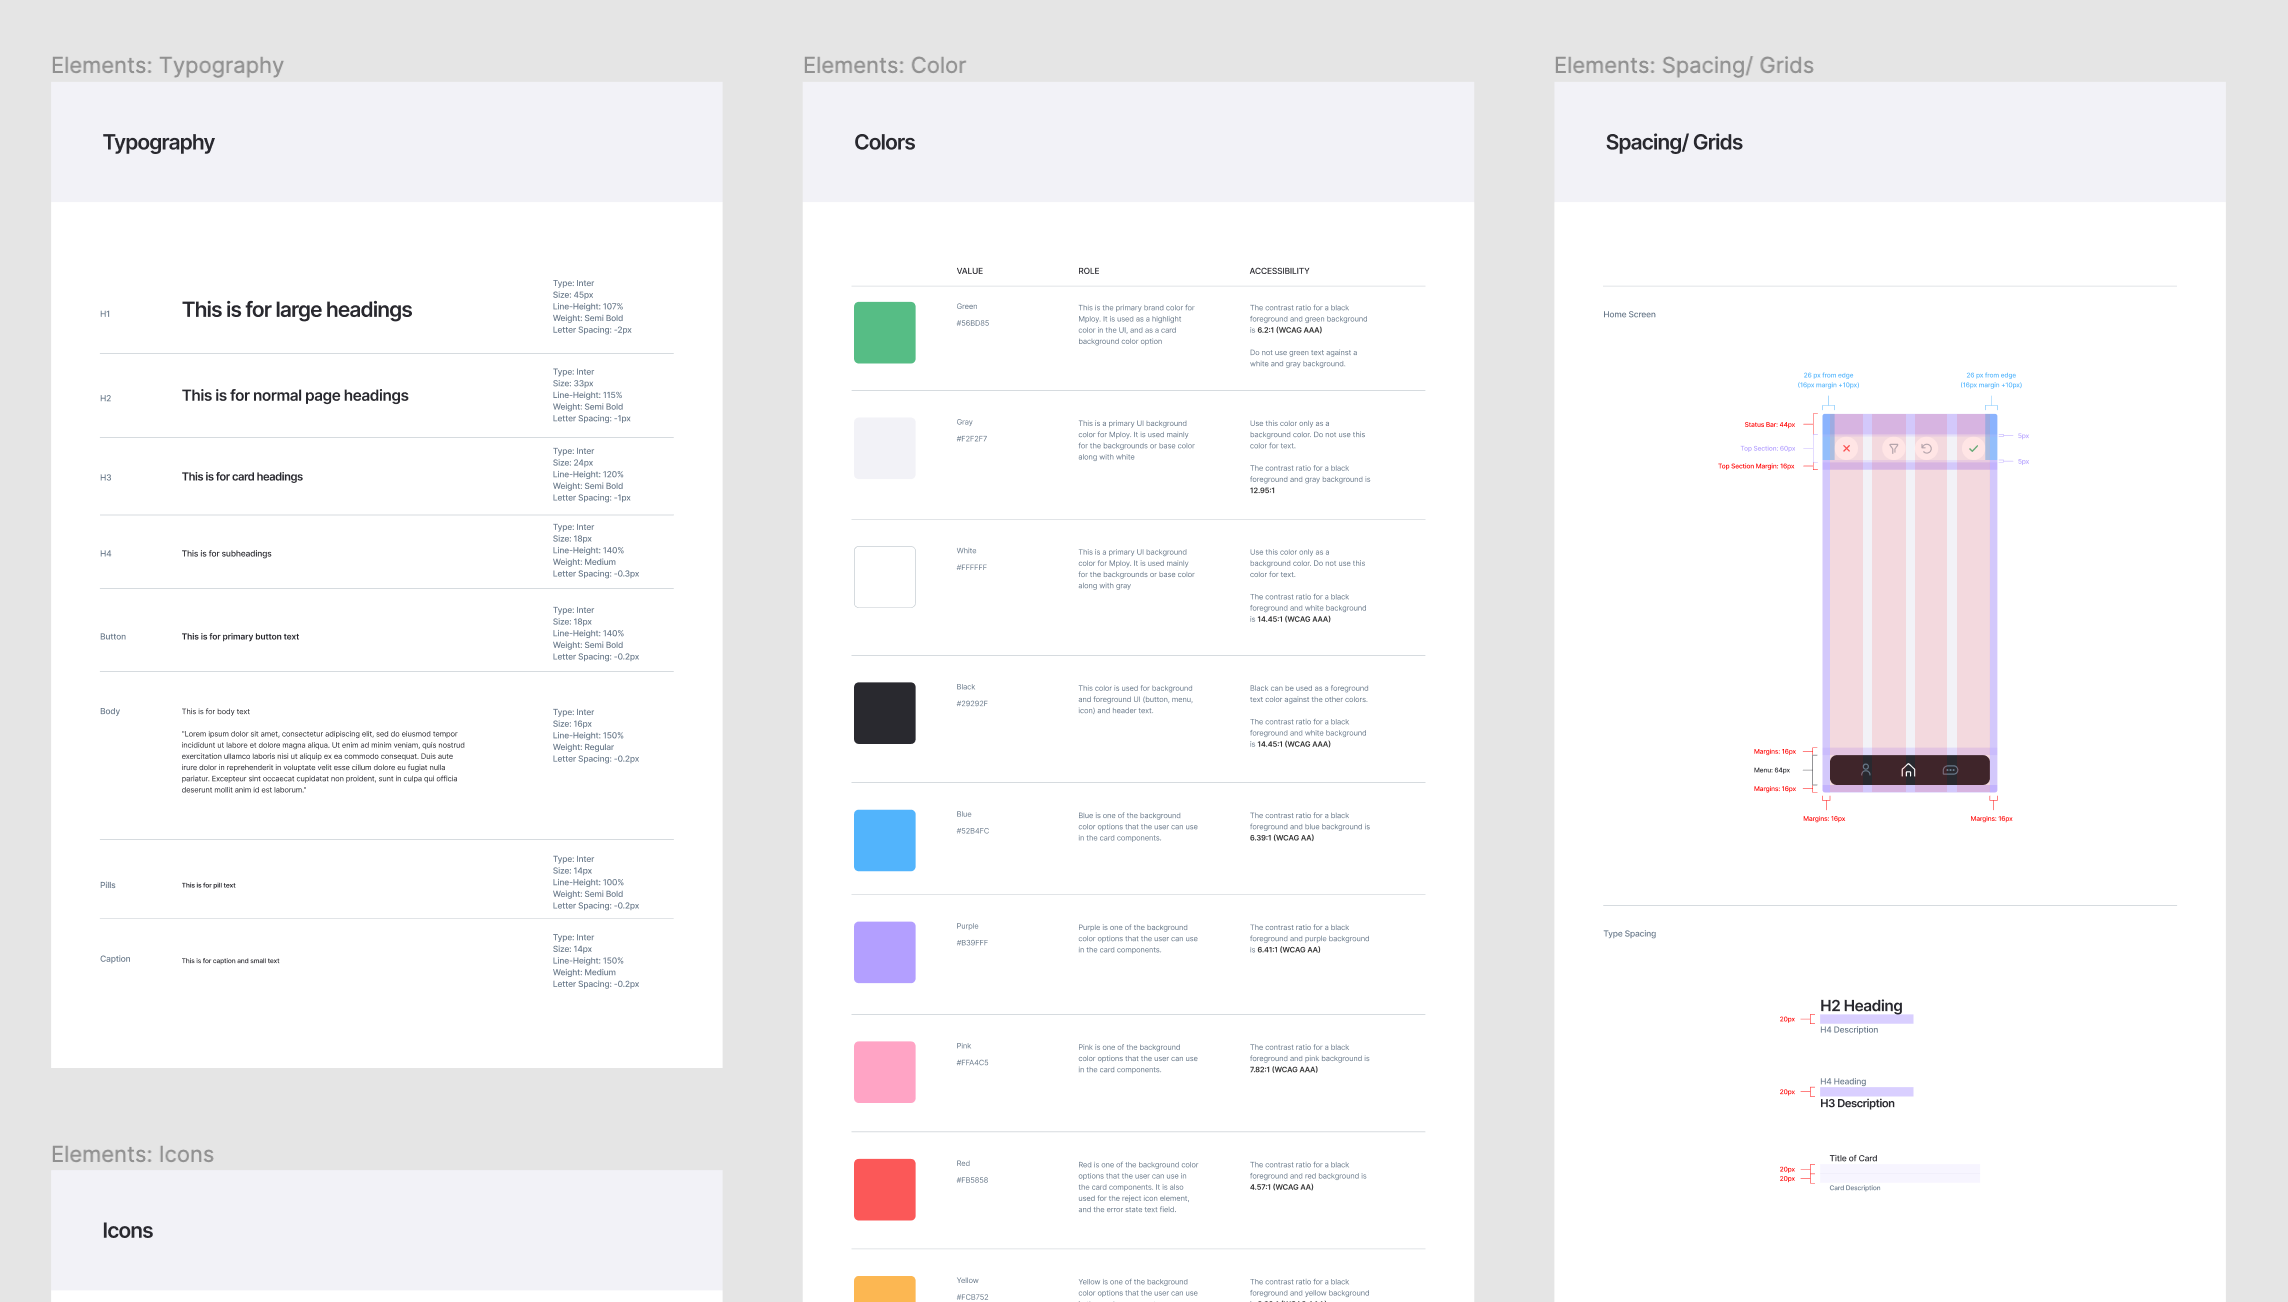 Elements: Typography
Typography
H1
This is for large headings
Type: Inter
Size: 45px
Line-Height: 107%
Weight: Semi Bold
Letter Spacing: -2px
H2
This is for normal page headings
Type: Inter
Size: 33px
Line-Height: 115%
Weight: Semi Bold
Letter Spacing: -1px
H3
This is for card headings
Type: Inter
Size: 24px
Line-Height: 120%
Weight: Semi Bold
Letter Spacing: -1px
H4
This is for subheadings
Type: Inter
Size: 18px
Line-Height: 140%
Weight: Medium
Letter Spacing: -0.3px
Button
This is for primary button text
Type: Inter
Size: 18px
Line-Height: 140%
Weight: Semi Bold
Letter Spacing: -0.2px
Body
This is for body text
"Lorem ipsum dolor sit amet, consectetur adipiscing elit, sed do eiusmod tempor
incididunt ut labore et dolore magna aliqua. Ut enim ad minim veniam, quis nostrud
exercitation ullamco laboris nisi ut aliquip ex ea commodo consequat. Duis aute
irure dolor in reprehenderit in voluptate velit esse cillum dolore eu fugiat nulla
pariatur. Excepteur sint occaecat cupidatat non proident, sunt in culpa qui officia
deserunt mollit anim id est laborum."
Type: Inter
Size: 16px
Line-Height: 150%
Weight: Regular
Letter Spacing: -0.2px
Pills
This is for pill text
Type: Inter
Size: 14px
Line-Height: 100%
Weight: Semi Bold
Letter Spacing: -0.2px
Caption
This is for caption and small text
Type: Inter
Size: 14px
Line-Height: 150%
Weight: Medium
Letter Spacing: -0.2px
Elements: Icons
Icons
Elements: Color
Colors
VALUE
ROLE
ACCESSIBILITY
Green
#56BD85
This is the primary brand color for
Mploy. It is used as a highlight
color in the UI, and as a card
background color option
The contrast ratio for a black
foreground and green background
is 6.2:1 (WCAG AAA)
Do not use green text against a
white and gray background.
Gray
#F2F2F7
This is a primary UI background
color for Mploy. It is used mainly
for the backgrounds or base color
along with white
Use this color only as a
background color. Do not use this
color for text.
The contrast ratio for a black
foreground and gray background is
12.95:1
White
#FFFFFF
This is a primary UI background
color for Mploy. It is used mainly
for the backgrounds or base color
along with gray
Use this color only as a
background color. Do not use this
color for text.
The contrast ratio for a black
foreground and white background
is 14.45:1 (WCAG AAA)
Black
#29292F
This color is used for background
and foreground UI (button, menu,
icon) and header text.
Black can be used as a foreground
text color against the other colors.
The contrast ratio for a black
foreground and white background
is 14.45:1 (WCAG AAA)
Blue
#52B4FC
Blue is one of the background
color options that the user can use
in the card components.
The contrast ratio for a black
foreground and blue background is
6.39:1 (WCAG AA)
Purple
#B39FFF
Purple is one of the background
color options that the user can use
in the card components.
The contrast ratio for a black
foreground and purple background
is 6.41:1 (WCAG AA)
Pink
#FFA4C5
Pink is one of the background
color options that the user can use
in the card components.
The contrast ratio for a black
foreground and pink background is
7.82:1 (WCAG AAA)
Red
#FB5858
Red is one of the background color
options that the user can use in
the card components. It is also
used for the reject icon element,
and the error state text field.
The contrast ratio for a black
foreground and red background is
4.57:1 (WCAG AA)
Yellow
#FCB752
Yellow is one of the background
color options that the user can use
The contrast ratio for a black
foreground and yellow background
Elements: Spacing/ Grids
Spacing/ Grids
Home Screen
26 px from edge
(16px margin +10px)
26 px from edge
(16px margin +10px)
Status Bar: 44px
5px
Top Section: 60px
5px
Top Section Margin: 16px
Margins: 16px
Menu: 64px
Margins: 16px
Margins: 16px
Margins: 16px
Type Spacing
H2 Heading
20px
H4 Description
H4 Heading
20px
H3 Description
Title of Card
20px
20px
Card Description